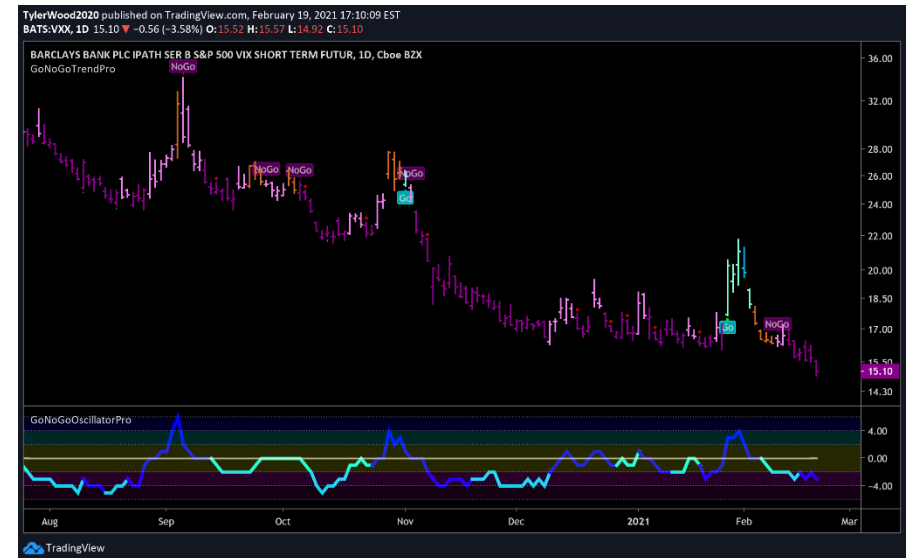 TylerWood2020 published on TradingView.com, February 19, 2021 17:10:09 EST
BATS:VXX, 1D 15.10 ▼ −0.56 (−3.58%) O:15.52 H:15.57 L:14.92 C:15.10
BARCLAYS BANK PLC IPATH SER B S&P 500 VIX SHORT TERM FUTUR, 1D, Cboe BZX
GoNoGoTrendPro
NoGo
NoGo
NoGo
NoGo
Go
Go
NoGo
36.00
32.00
28.00
26.00
24.00
22.00
20.00
18.50
17.00
15.50
15.10
14.30
GoNoGoOscillatorPro
4.00
0.00
−4.00
Aug Sep Oct Nov Dec 2021 Feb Mar
TradingView